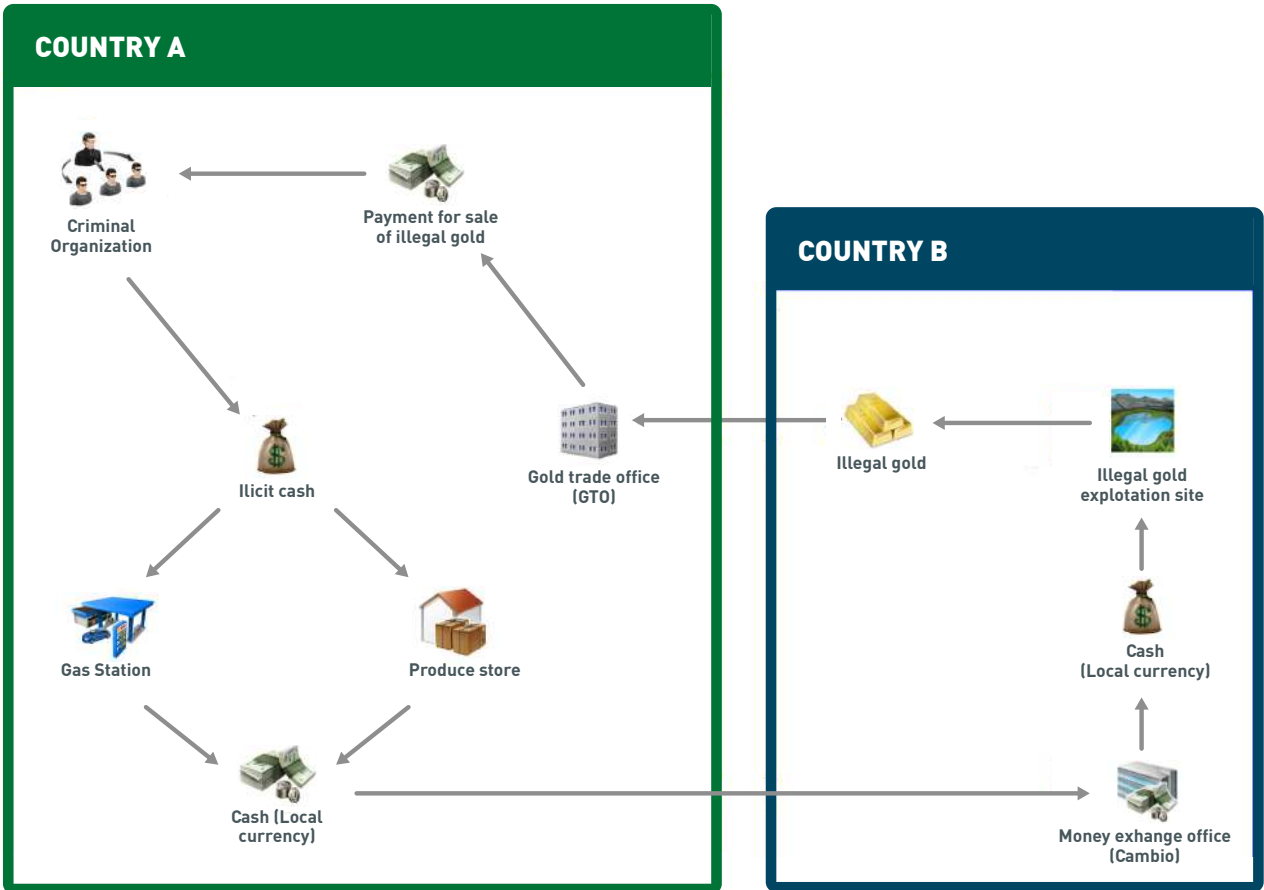 COUNTRY A
Criminal
Organization
Payment for sale
of illegal gold
Ilicit cash
Gold trade office
(GTO)
Gas Station
Produce store
Cash (Local
currency)
COUNTRY B
Illegal gold
Illegal gold
explotation site
Cash
(Local currency)
Money exhange office
(Cambio)